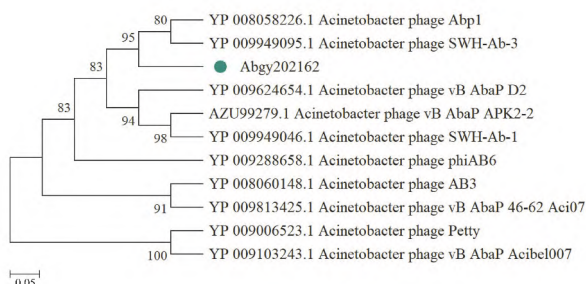 80
YP 008058226.1 Acinetobacter phage Abp1
95
YP 009949095.1 Acinetobacter phage SWH-Ab-3
83
Abgy202162
YP 009624654.1 Acinetobacter phage vB AbaP D2
83
94
AZU99279.1 Acinetobacter phage vB AbaP APK2-2
98
YP 009949046.1 Acinetobacter phage SWH-Ab-1
YP 009288658.1 Acinetobacter phage phiAB6
YP 008060148.1 Acinetobacter phage AB3
91
YP 009813425.1 Acinetobacter phage vB AbaP 46-62 Aci07
YP 009006523.1 Acinetobacter phage Petty
100
YP 009103243.1 Acinetobacter phage vB AbaP Acibel007
0.05